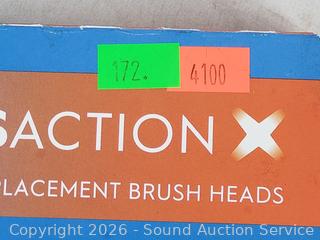 172. 4100
SACTION X
PLACEMENT BRUSH HEADS
Copyright 2026 - Sound Auction Service